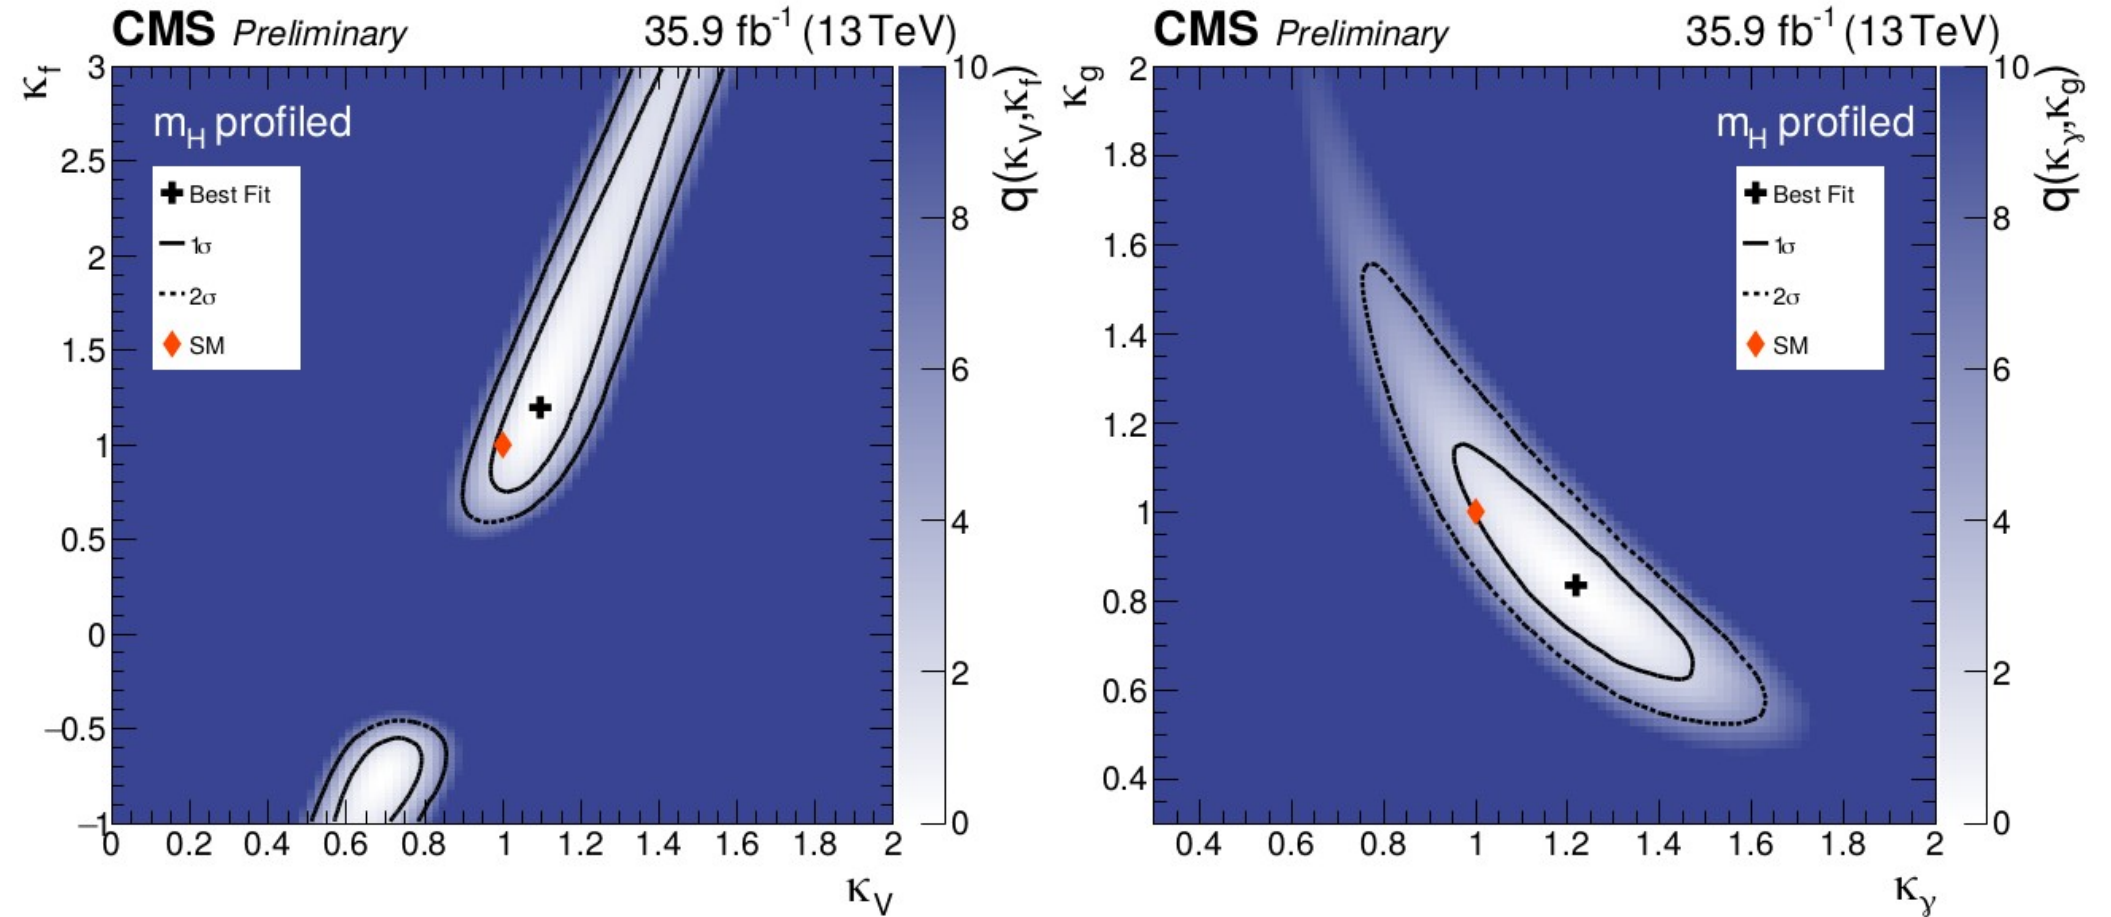 CMS Preliminary 35.9 fb⁻¹ (13 TeV)
κf
3
2.5
2
1.5
1
0.5
0
−0.5
−1
mH profiled
Best Fit
1σ
2σ
SM
0 0.2 0.4 0.6 0.8 1 1.2 1.4 1.6 1.8 2
κV
10
8
6
4
2
0
q(κV,κf)
CMS Preliminary 35.9 fb⁻¹ (13 TeV)
κg
2
1.8
1.6
1.4
1.2
1
0.8
0.6
0.4
mH profiled
Best Fit
1σ
2σ
SM
0.4 0.6 0.8 1 1.2 1.4 1.6 1.8 2
κγ
10
8
6
4
2
0
q(κγ,κg)